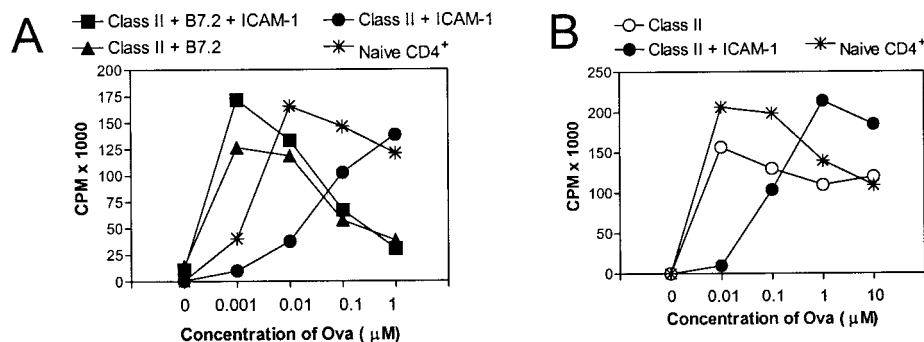 A
Class II + B7.2 + ICAM-1
Class II + ICAM-1
Class II + B7.2
Naive CD4+
CPM x 1000
200
175
150
125
100
75
50
25
0
0 0.001 0.01 0.1 1
Concentration of Ova ( µM)
B
Class II
Class II + ICAM-1
Naive CD4+
CPM x 1000
250
200
150
100
50
0
0 0.01 0.1 1 10
Concentration of Ova ( µM)